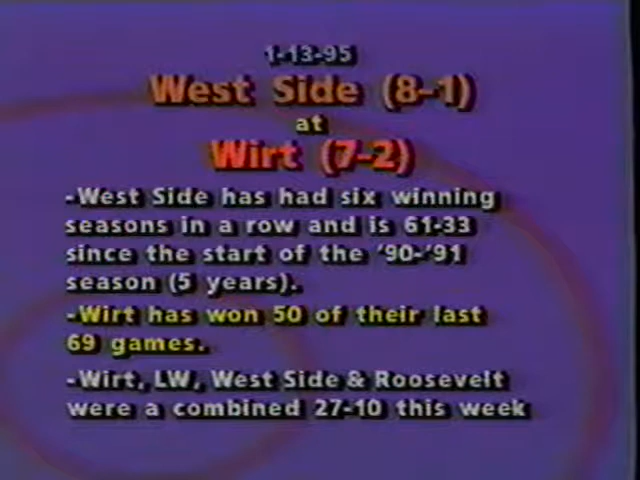 1-13-95
West Side (8-1)
at
Wirt (7-2)
-West Side has had six winning
seasons in a row and is 61-33
since the start of the '90-'91
season (5 years).
-Wirt has won 50 of their last
69 games.
-Wirt, LW, West Side & Roosevelt
were a combined 27-10 this week